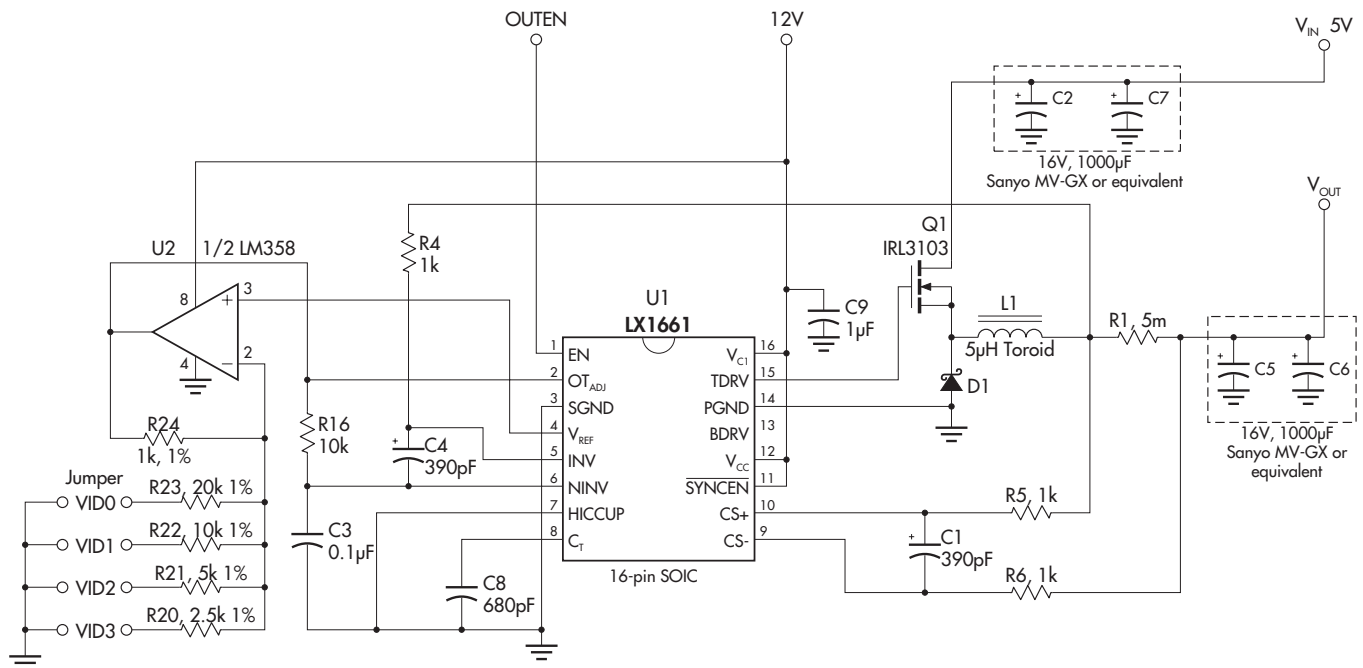 OUTEN
12V
V_IN 5V
C2
C7
16V, 1000µF
Sanyo MV-GX or equivalent
V_OUT
U2 1/2 LM358
R4
1k
Q1
IRL3103
8
+
3
U1
LX1661
C9
1µF
L1
5µH Toroid
R1, 5m
4
–
2
1 EN
V_C1 16
2 OT_ADJ
TDRV 15
3 SGND
PGND 14
4 V_REF
BDRV 13
5 INV
V_CC 12
6 NINV
SYNCEN 11
7 HICCUP
CS+ 10
8 C_T
CS- 9
16-pin SOIC
D1
+
C5
+
C6
16V, 1000µF
Sanyo MV-GX or
equivalent
R24
1k, 1%
R16
10k
+
C4
390pF
Jumper
VID0 R23, 20k 1%
VID1 R22, 10k 1%
VID2 R21, 5k 1%
VID3 R20, 2.5k 1%
C3
0.1µF
C8
680pF
R5, 1k
+
C1
390pF
R6, 1k